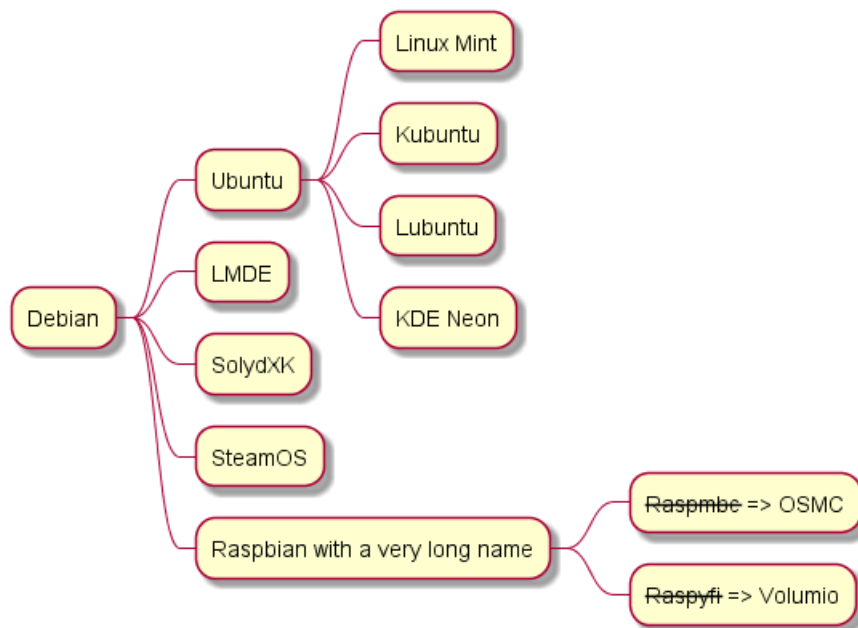 Debian
Ubuntu
Linux Mint
Kubuntu
Lubuntu
KDE Neon
LMDE
SolydXK
SteamOS
Raspbian with a very long name
Raspmbc => OSMC
Raspyfi => Volumio